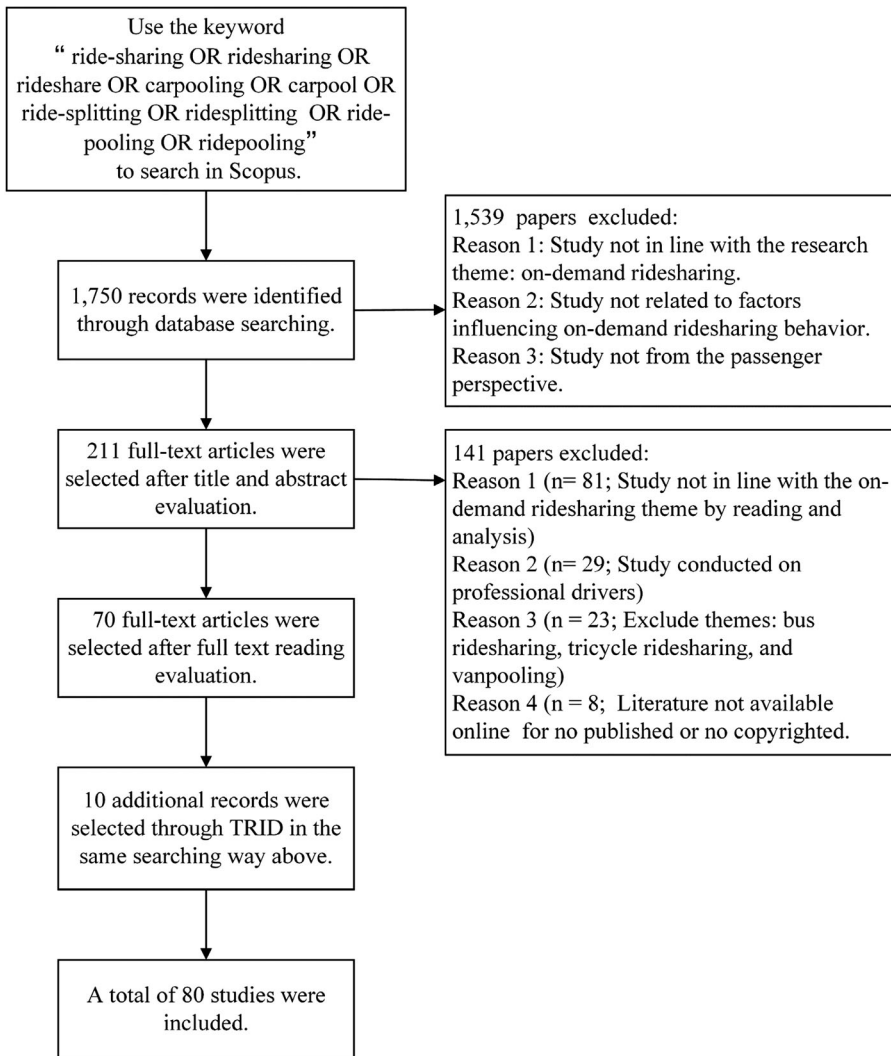 Use the keyword
“ ride-sharing OR ridesharing OR
rideshare OR carpooling OR carpool OR
ride-splitting OR ridesplitting OR ride-
pooling OR ridepooling”
to search in Scopus.
1,750 records were identified
through database searching.
1,539 papers excluded:
Reason 1: Study not in line with the research
theme: on-demand ridesharing.
Reason 2: Study not related to factors
influencing on-demand ridesharing behavior.
Reason 3: Study not from the passenger
perspective.
211 full-text articles were
selected after title and abstract
evaluation.
141 papers excluded:
Reason 1 (n= 81; Study not in line with the on-
demand ridesharing theme by reading and
analysis)
Reason 2 (n= 29; Study conducted on
professional drivers)
Reason 3 (n = 23; Exclude themes: bus
ridesharing, tricycle ridesharing, and
vanpooling)
Reason 4 (n = 8; Literature not available
online for no published or no copyrighted.
70 full-text articles were
selected after full text reading
evaluation.
10 additional records were
selected through TRID in the
same searching way above.
A total of 80 studies were
included.